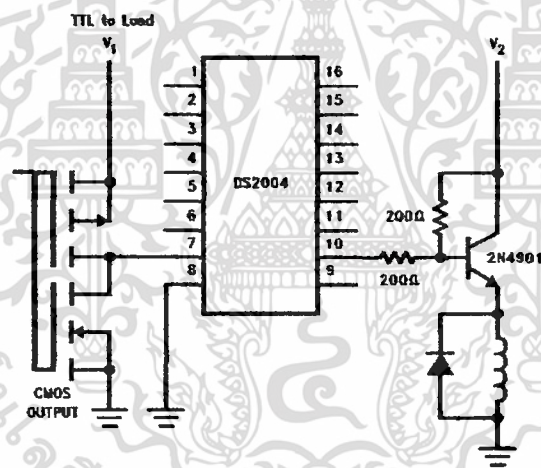 TTL to Load
V1
V2
1
2
3
4
5
6
7
8
16
15
14
13
12
11
10
9
DS2004
200Ω
200Ω
2N4901
CMOS
OUTPUT